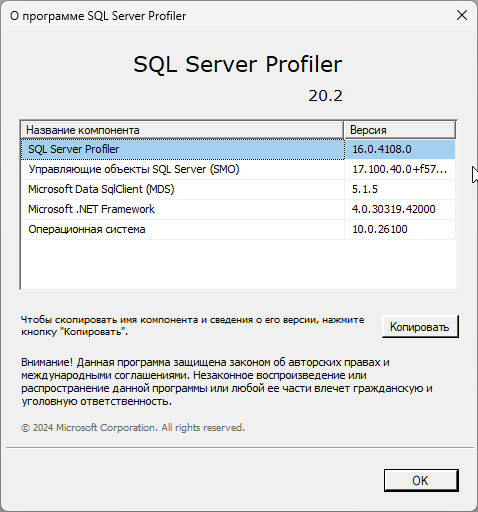 О программе SQL Server Profiler
SQL Server Profiler
20.2
Название компонента Версия
SQL Server Profiler 16.0.4108.0
Управляющие объекты SQL Server (SMO) 17.100.40.0+f57...
Microsoft Data SqlClient (MDS) 5.1.5
Microsoft .NET Framework 4.0.30319.42000
Операционная система 10.0.26100
Чтобы скопировать имя компонента и сведения о его версии, нажмите
кнопку "Копировать".
Копировать
Внимание! Данная программа защищена законом об авторских правах и
международными соглашениями. Незаконное воспроизведение или
распространение данной программы или любой ее части влечет гражданскую и
уголовную ответственность.
© 2024 Microsoft Corporation. All rights reserved.
OK